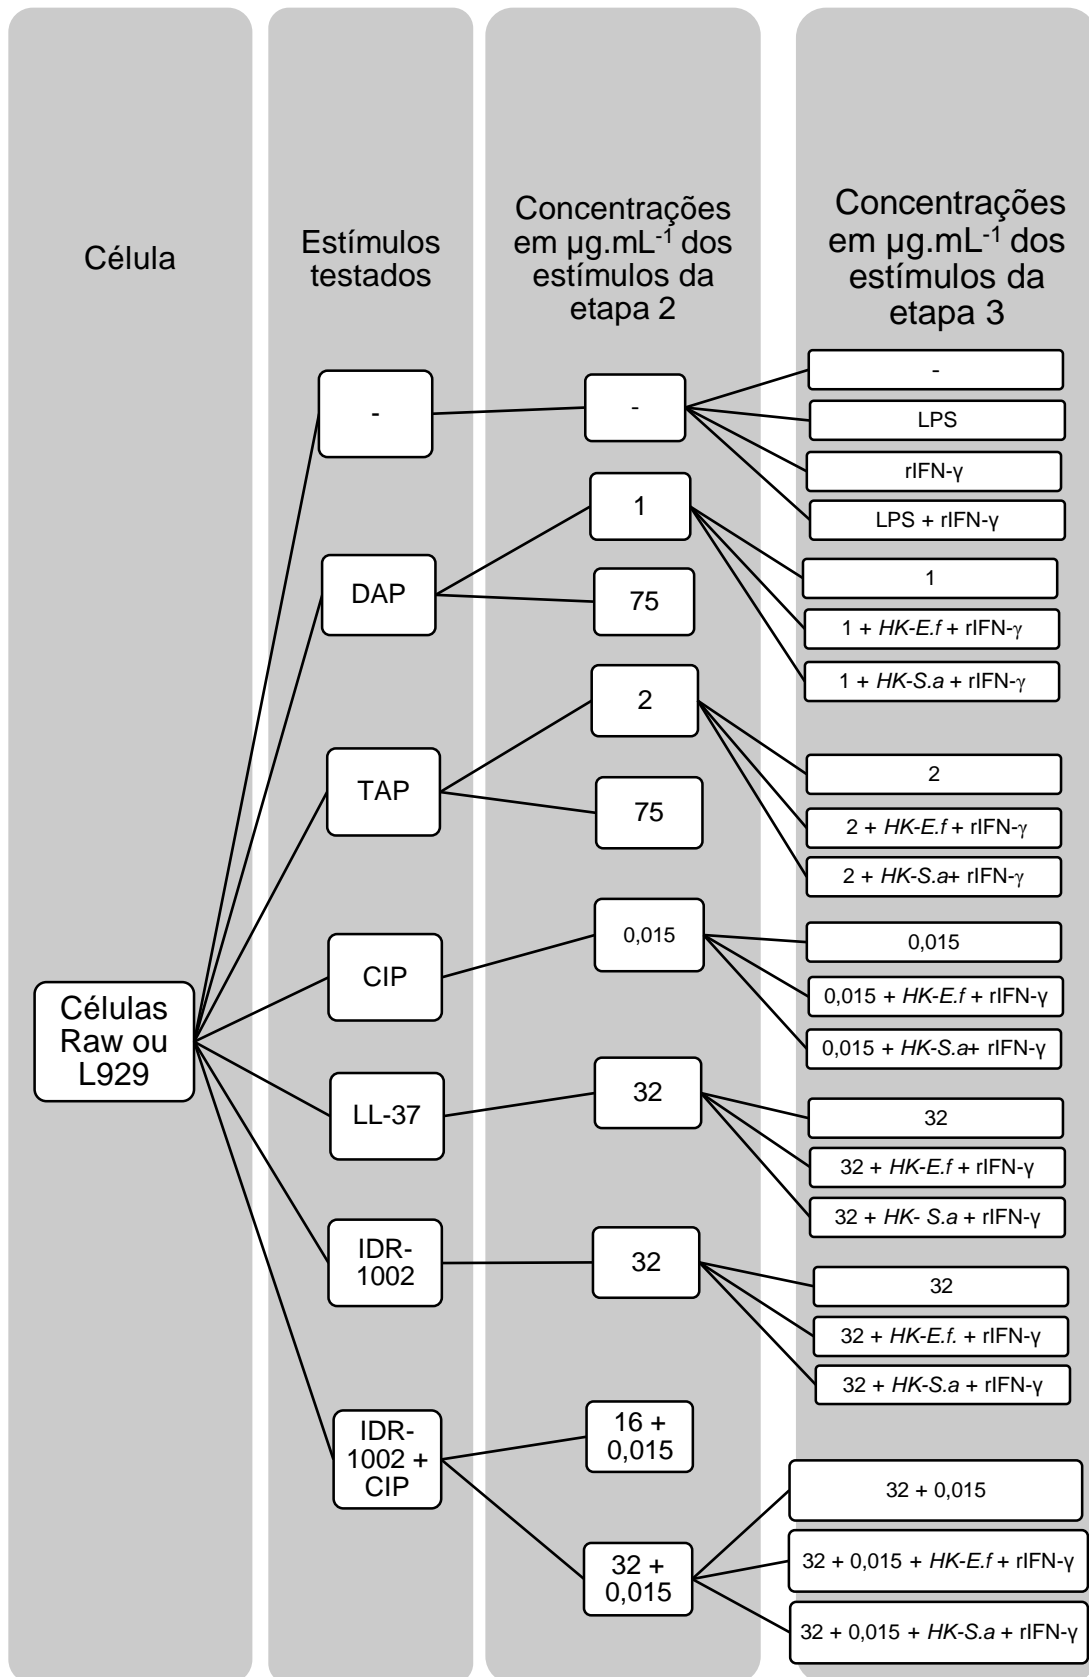 Célula
Estímulos
testados
Concentrações
em µg.mL-1 dos
estímulos da
etapa 2
Concentrações
em µg.mL-1 dos
estímulos da
etapa 3
Células
Raw ou
L929
-
-
-
LPS
rIFN-γ
LPS + rIFN-γ
DAP
1
75
1
1 + HK-E.f + rIFN-γ
1 + HK-S.a + rIFN-γ
TAP
2
75
2
2 + HK-E.f + rIFN-γ
2 + HK-S.a+ rIFN-γ
CIP
0,015
0,015
0,015 + HK-E.f + rIFN-γ
0,015 + HK-S.a+ rIFN-γ
LL-37
32
32
32 + HK-E.f + rIFN-γ
32 + HK- S.a + rIFN-γ
IDR-
1002
32
32
32 + HK-E.f. + rIFN-γ
32 + HK-S.a + rIFN-γ
IDR-
1002 +
CIP
16 +
0,015
32 +
0,015
32 + 0,015
32 + 0,015 + HK-E.f + rIFN-γ
32 + 0,015 + HK-S.a + rIFN-γ